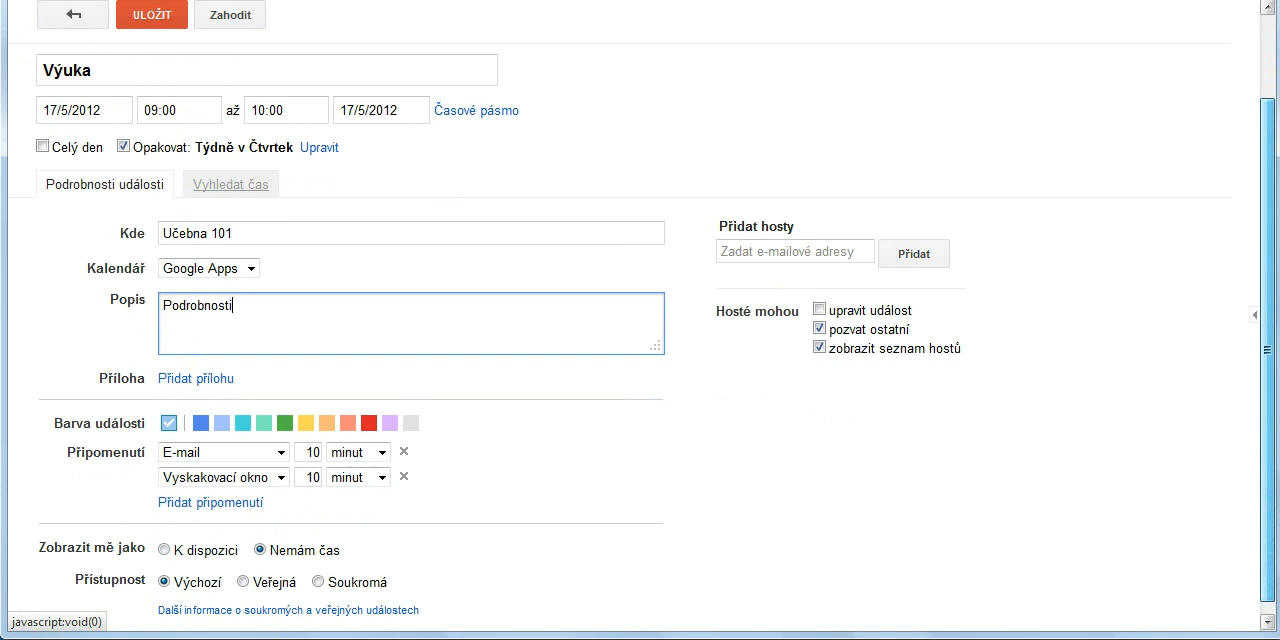 ULOŽIT Zahodit
Výuka
17/5/2012 09:00 až 10:00 17/5/2012 Časové pásmo
Celý den Opakovat: Týdně v Čtvrtek Upravit
Podrobnosti události Vyhledat čas
Kde Učebna 101
Kalendář Google Apps
Popis Podrobnosti
Příloha Přidat přílohu
Barva události
Připomenutí E-mail 10 minut
Vyskakovací okno 10 minut
Přidat připomenutí
Zobrazit mě jako K dispozici Nemám čas
Přístupnost Výchozí Veřejná Soukromá
Další informace o soukromých a veřejných událostech
Přidat hosty
Zadat e-mailové adresy Přidat
Hosté mohou upravit událost
pozvat ostatní
zobrazit seznam hostů
javascript:void(0)